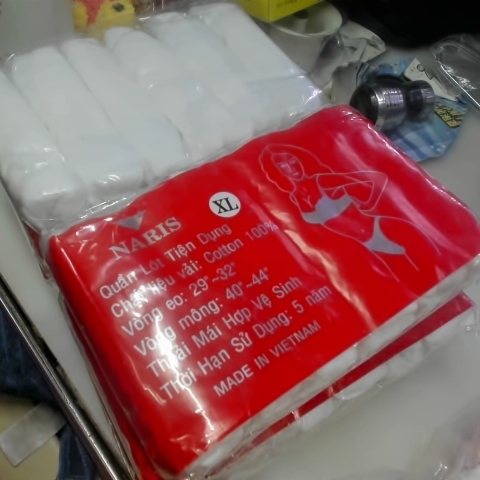 NARIS
XL
Quần Lót Tiện Dụng
Chất liệu vải: Cotton 100%
Vòng eo: 29"~32"
Vòng mông: 40"~44"
Thoải Mái Hợp Vệ Sinh
Thời Hạn Sử Dụng: 5 năm
MADE IN VIETNAM